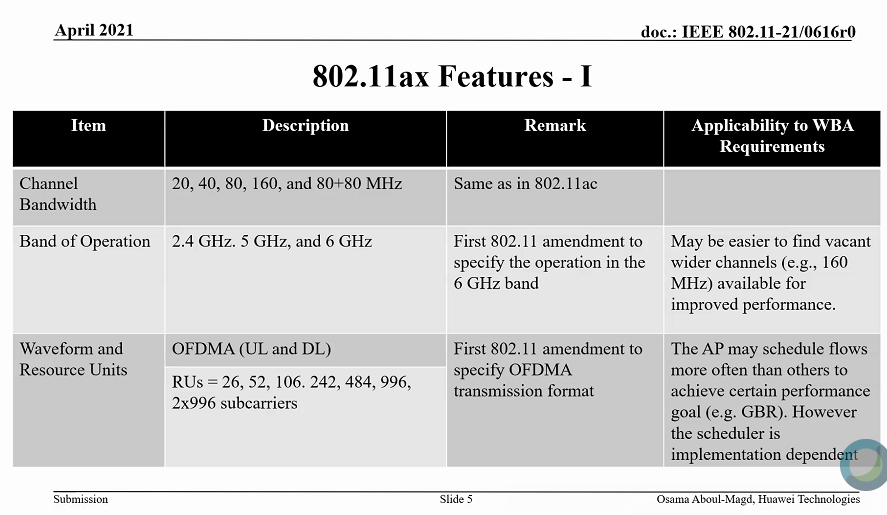 April 2021
doc.: IEEE 802.11-21/0616r0
802.11ax Features - I
Item
Description
Remark
Applicability to WBA
Requirements
Channel
Bandwidth
20, 40, 80, 160, and 80+80 MHz
Same as in 802.11ac
Band of Operation
2.4 GHz. 5 GHz, and 6 GHz
First 802.11 amendment to
specify the operation in the
6 GHz band
May be easier to find vacant
wider channels (e.g., 160
MHz) available for
improved performance.
Waveform and
Resource Units
OFDMA (UL and DL)
RUs = 26, 52, 106. 242, 484, 996,
2x996 subcarriers
First 802.11 amendment to
specify OFDMA
transmission format
The AP may schedule flows
more often than others to
achieve certain performance
goal (e.g. GBR). However
the scheduler is
implementation dependent
Submission
Slide 5
Osama Aboul-Magd, Huawei Technologies